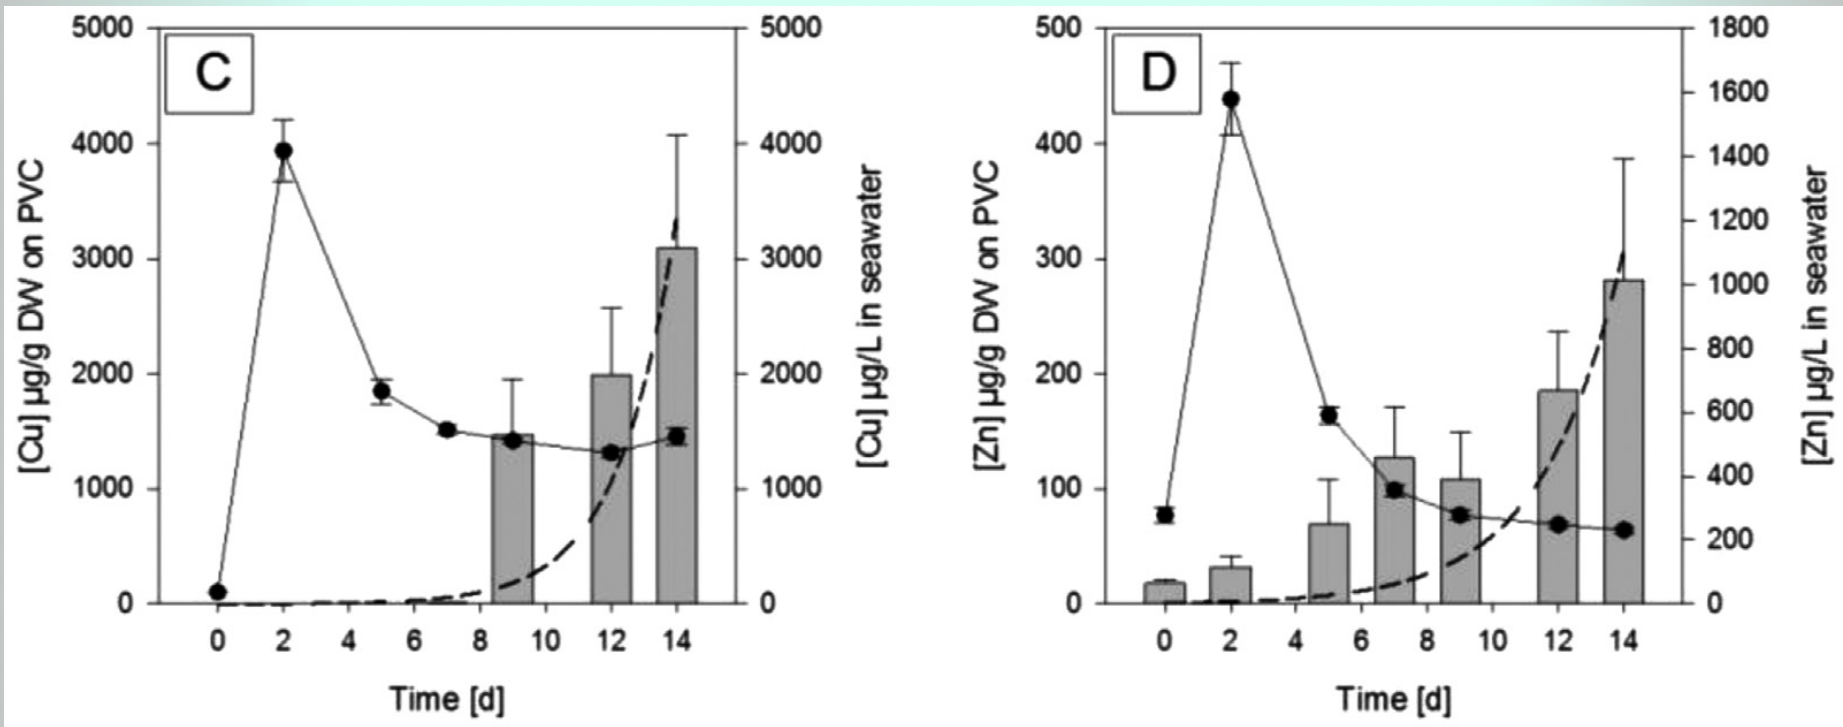 C
5000
4000
3000
2000
1000
0
[Cu] µg/g DW on PVC
5000
4000
3000
2000
1000
0
[Cu] µg/L in seawater
0 2 4 6 8 10 12 14
Time [d]
D
500
400
300
200
100
0
[Zn] µg/g DW on PVC
1800
1600
1400
1200
1000
800
600
400
200
0
[Zn] µg/L in seawater
0 2 4 6 8 10 12 14
Time [d]